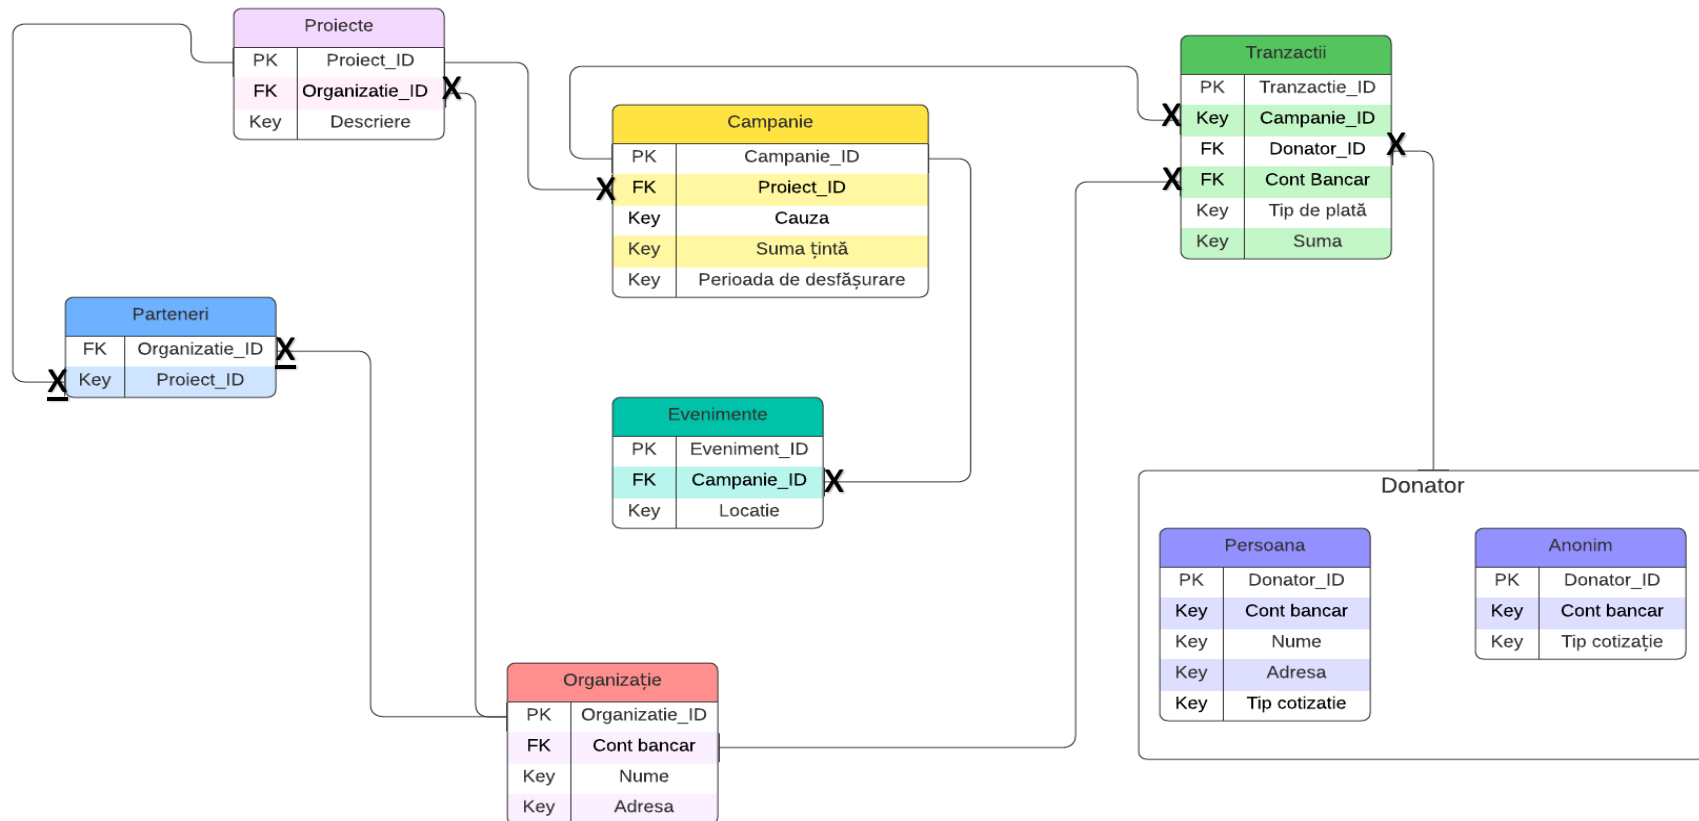 Proiecte
PK Proiect_ID
FK Organizatie_ID X
Key Descriere
Tranzactii
PK Tranzactie_ID
X Key Campanie_ID
FK Donator_ID X
X FK Cont Bancar
Key Tip de plată
Key Suma
Campanie
PK Campanie_ID
X FK Proiect_ID
Key Cauza
Key Suma țintă
Key Perioada de desfășurare
Parteneri
FK Organizatie_ID X
X Key Proiect_ID
Evenimente
PK Eveniment_ID
FK Campanie_ID X
Key Locatie
Donator
Persoana
PK Donator_ID
Key Cont bancar
Key Nume
Key Adresa
Key Tip cotizatie
Anonim
PK Donator_ID
Key Cont bancar
Key Tip cotizație
Organizație
PK Organizatie_ID
FK Cont bancar
Key Nume
Key Adresa